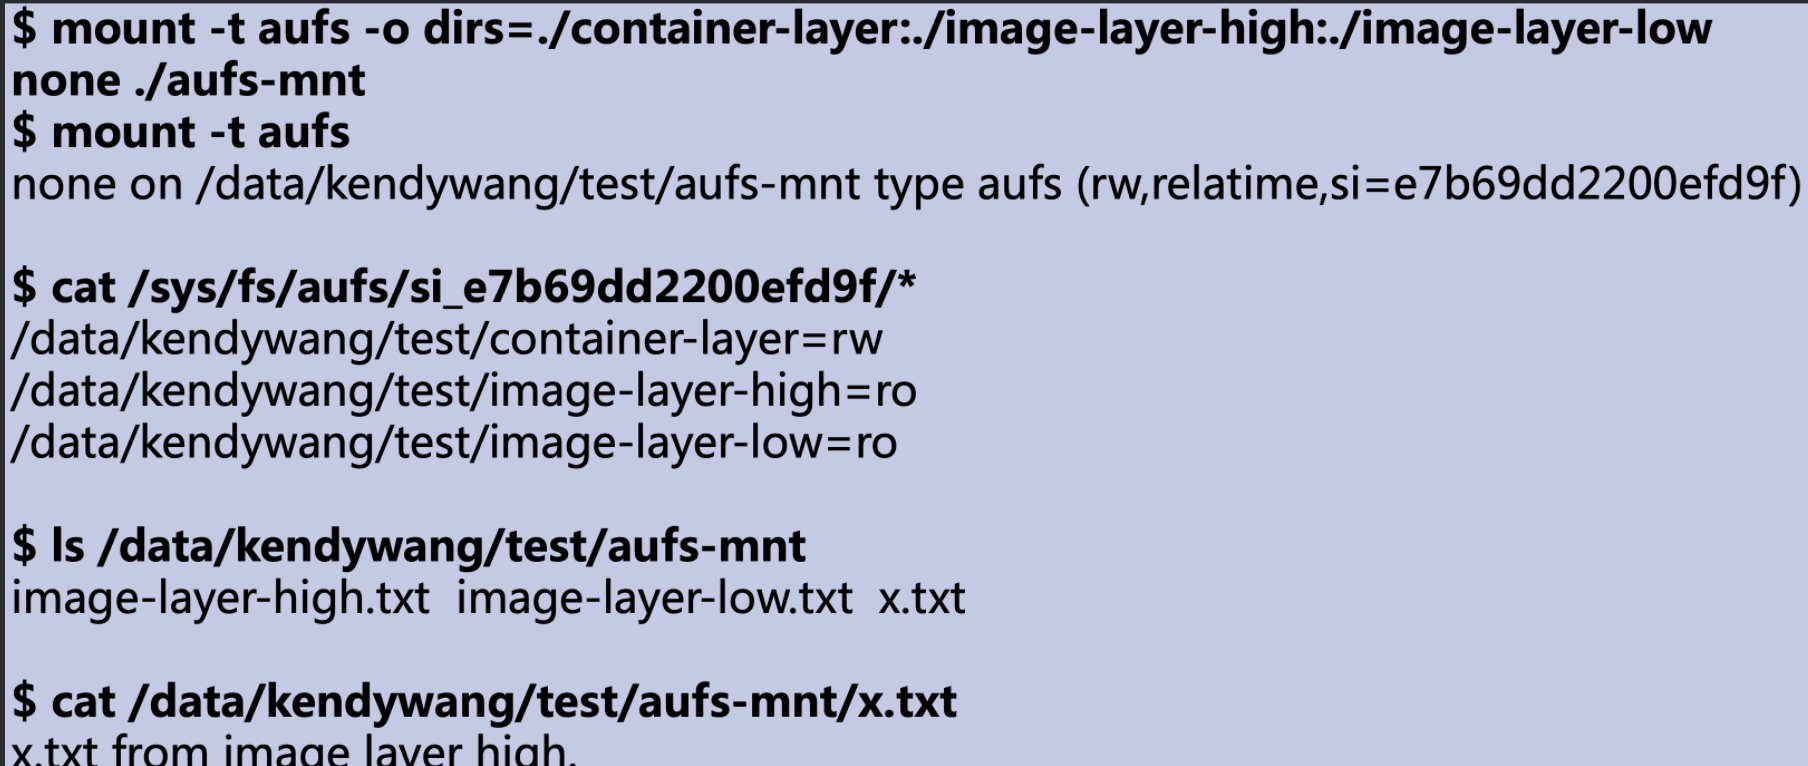 $ mount -t aufs -o dirs=./container-layer:./image-layer-high:./image-layer-low
none ./aufs-mnt
$ mount -t aufs
none on /data/kendywang/test/aufs-mnt type aufs (rw,relatime,si=e7b69dd2200efd9f)
$ cat /sys/fs/aufs/si_e7b69dd2200efd9f/*
/data/kendywang/test/container-layer=rw
/data/kendywang/test/image-layer-high=ro
/data/kendywang/test/image-layer-low=ro
$ ls /data/kendywang/test/aufs-mnt
image-layer-high.txt  image-layer-low.txt  x.txt
$ cat /data/kendywang/test/aufs-mnt/x.txt
x.txt from image layer high.